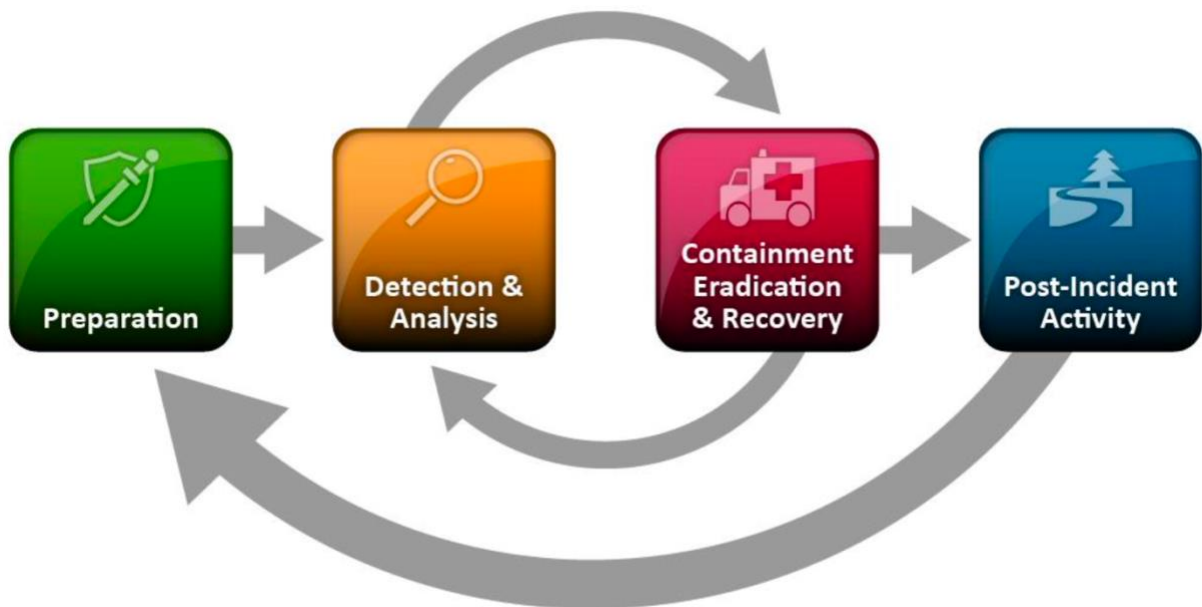 Preparation
Detection &
Analysis
Containment
Eradication
& Recovery
Post-Incident
Activity